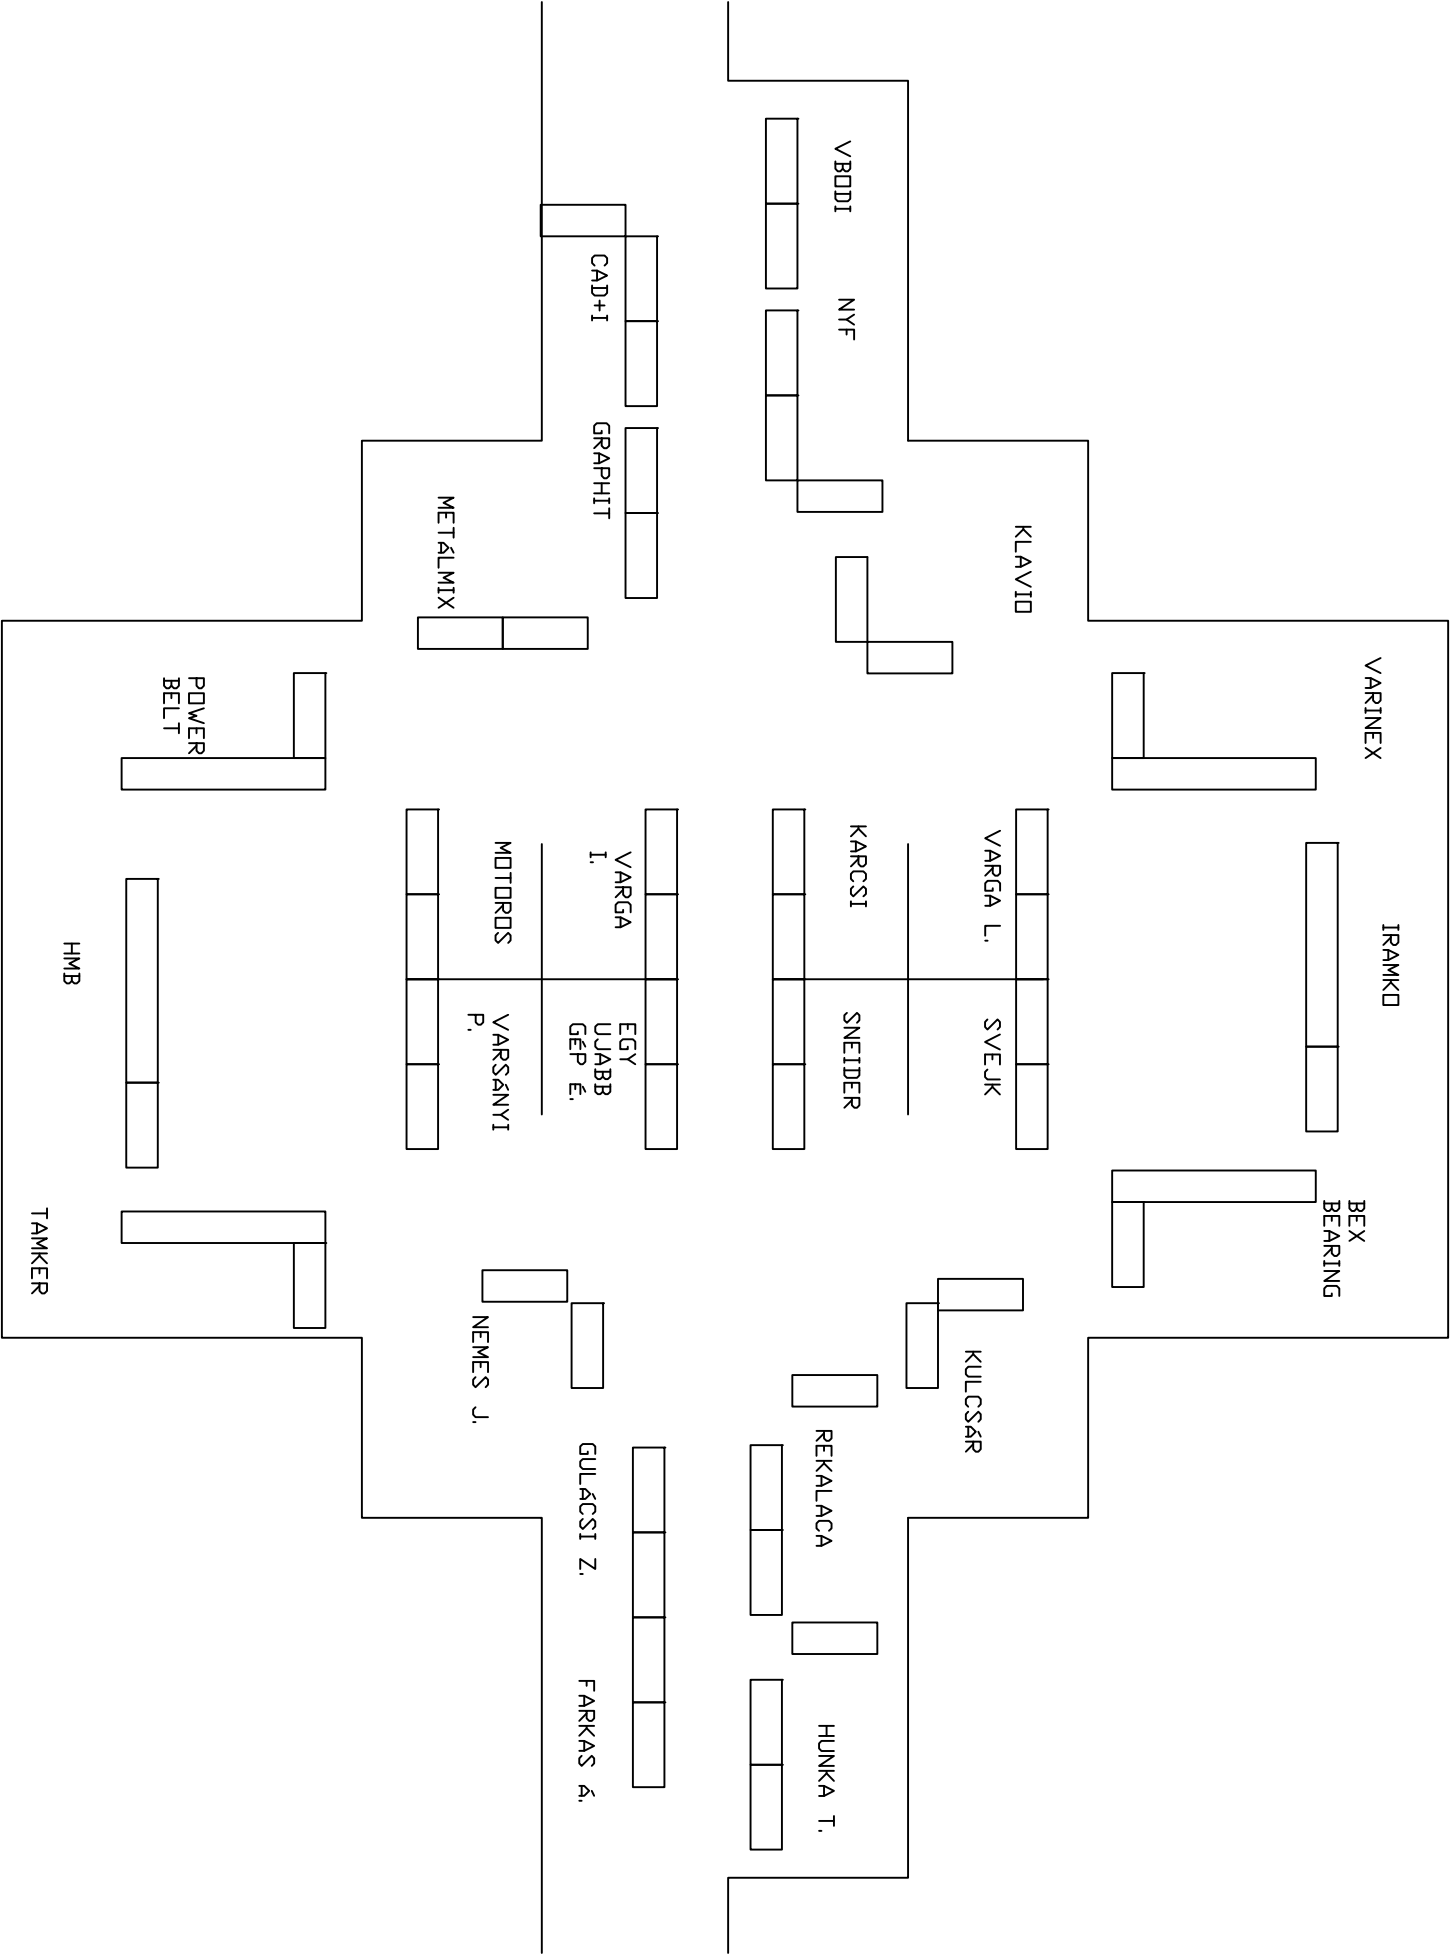 VBODI
NYF
CAD+I
GRAPHIT
METÁLMIX
KLAVIO
POWER
BELT
VARINEX
MOTOROS
VARGA
I.
KARCSI
VARGA L.
IRAMKO
HMB
VARSÁNYI
P.
EGY
UJABB
GÉP É.
SNEIDER
SVEJK
TAMKER
BEX
BEARING
NEMES J.
KULCSÁR
GULÁCSI Z.
REKALACA
FARKAS Á.
HUNKA T.